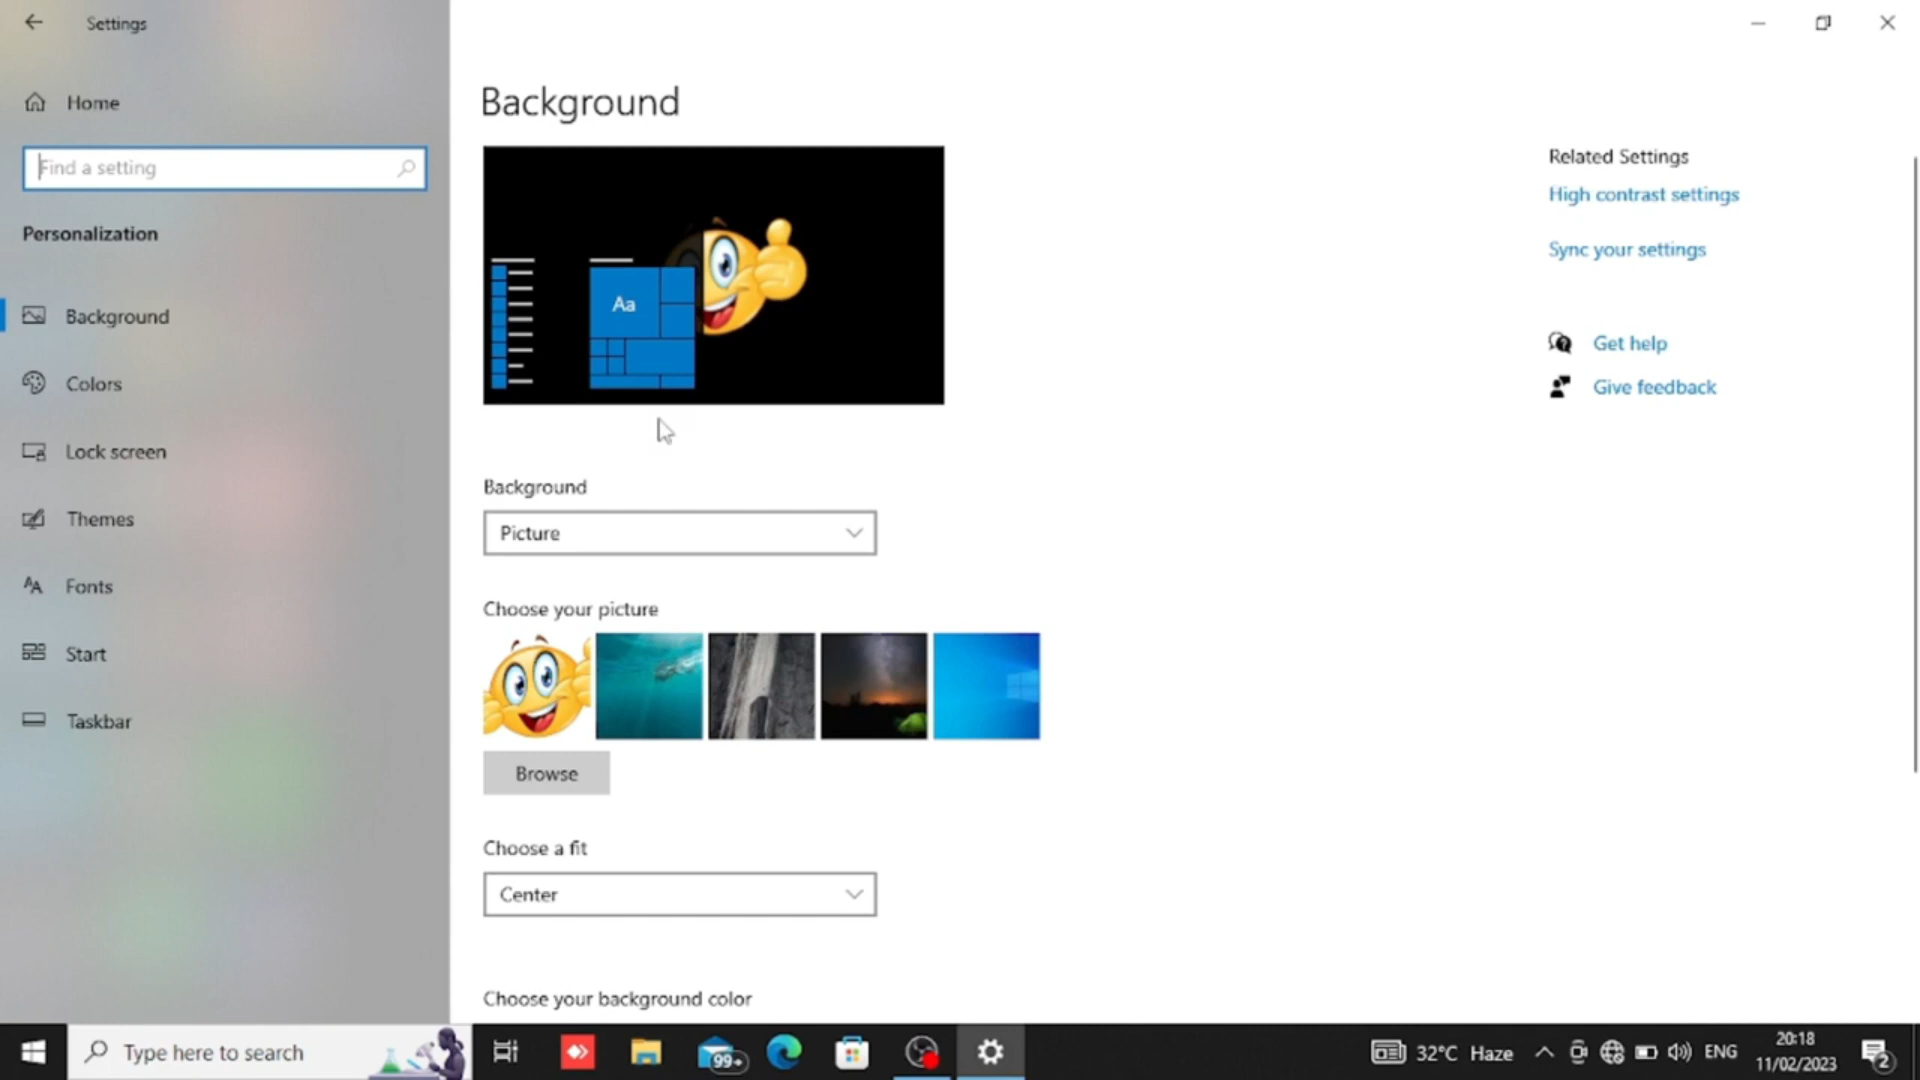 Settings
Home
Find a setting
Personalization
Background
Colors
Lock screen
Themes
Fonts
Start
Taskbar
Background
Aa
Background
Picture
Choose your picture
Browse
Choose a fit
Center
Choose your background color
Related Settings
High contrast settings
Sync your settings
Get help
Give feedback
Type here to search
99+
32°C Haze
ENG
20:18
11/02/2023
2